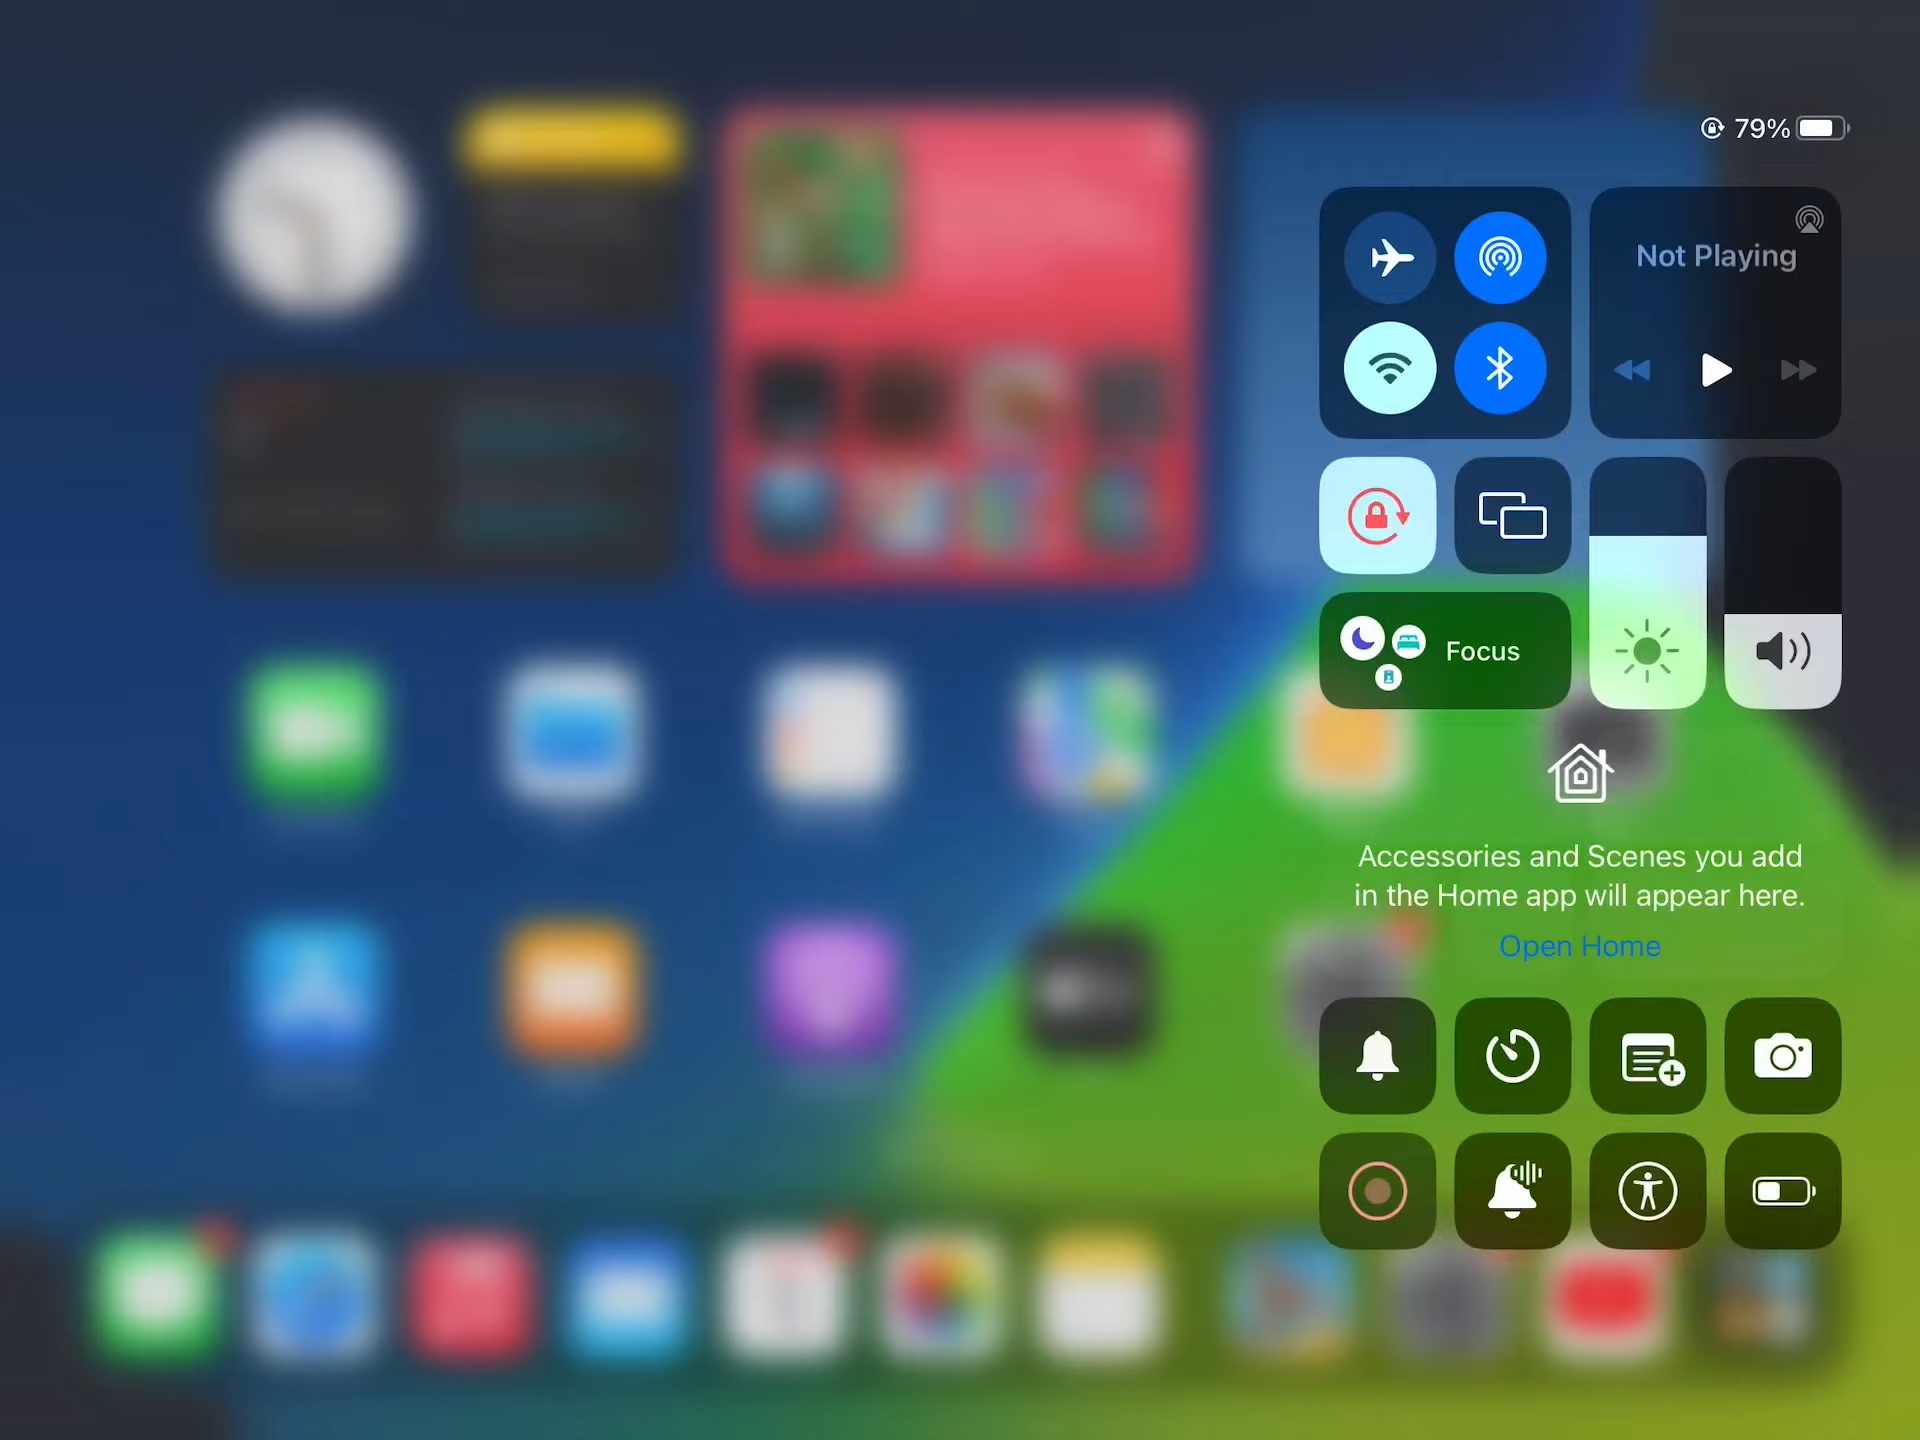 79%
Not Playing
Focus
Accessories and Scenes you add
in the Home app will appear here.
Open Home